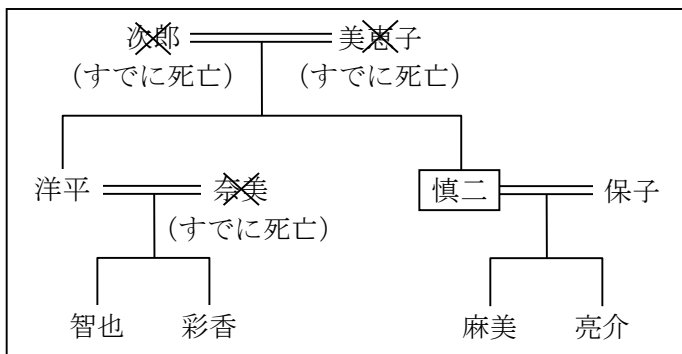 次郎 美恵子
(すでに死亡) (すでに死亡)
洋平 奈美 慎二 保子
(すでに死亡)
智也 彩香 麻美 亮介